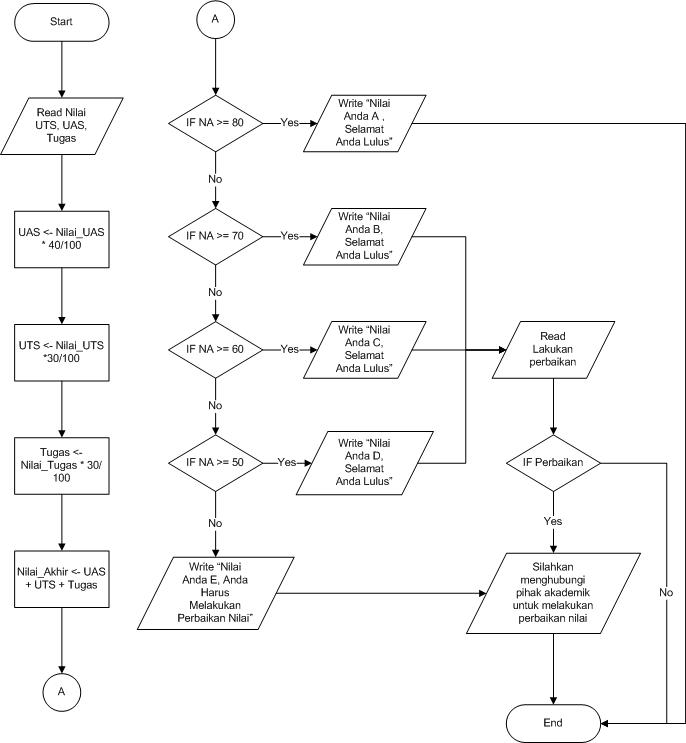 Start
Read Nilai
UTS, UAS,
Tugas
UAS <- Nilai_UAS
* 40/100
UTS <- Nilai_UTS
*30/100
Tugas <-
Nilai_Tugas * 30/
100
Nilai_Akhir <- UAS
+ UTS + Tugas
A
A
IF NA >= 80
Yes
Write “Nilai
Anda A ,
Selamat
Anda Lulus”
No
IF NA >= 70
Yes
Write “Nilai
Anda B,
Selamat
Anda Lulus”
No
IF NA >= 60
Yes
Write “Nilai
Anda C,
Selamat
Anda Lulus”
No
IF NA >= 50
Yes
Write “Nilai
Anda D,
Selamat
Anda Lulus”
No
Write “Nilai
Anda E, Anda
Harus
Melakukan
Perbaikan Nilai”
Read
Lakukan
perbaikan
IF Perbaikan
Yes
No
Silahkan
menghubungi
pihak akademik
untuk melakukan
perbaikan nilai
End